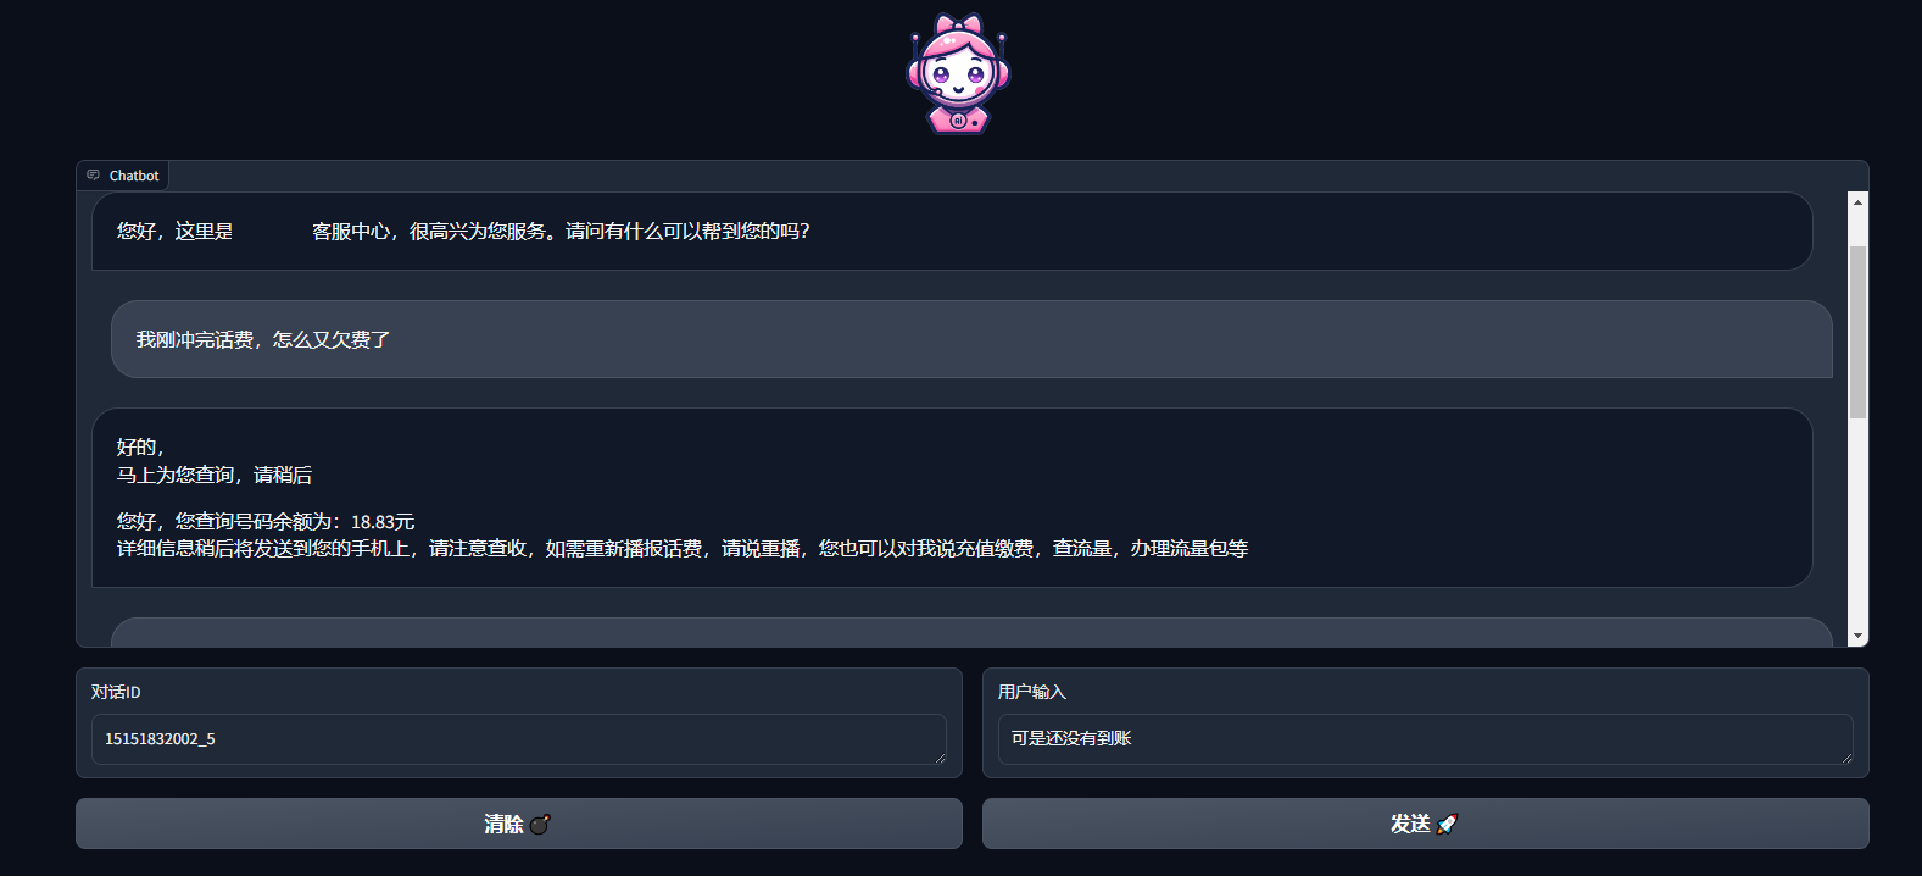 AI
Chatbot
您好，这里是 客服中心，很高兴为您服务。请问有什么可以帮到您的吗？
我刚冲完话费，怎么又欠费了
好的，
马上为您查询，请稍后
您好，您查询号码余额为：18.83元
详细信息稍后将发送到您的手机上，请注意查收，如需重新播报话费，请说重播，您也可以对我说充值缴费，查流量，办理流量包等
对话ID
用户输入
15151832002_5
可是还没有到账
清除
发送